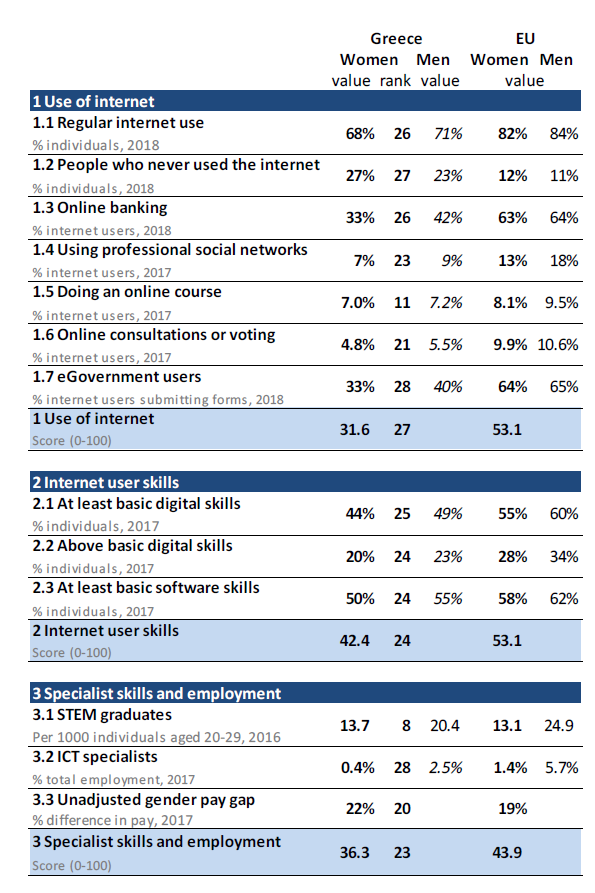 Greece EU
Women Men Women Men
value rank value value
1 Use of internet
1.1 Regular internet use 68% 26 71% 82% 84%
% individuals, 2018
1.2 People who never used the internet 27% 27 23% 12% 11%
% individuals, 2018
1.3 Online banking 33% 26 42% 63% 64%
% internet users, 2018
1.4 Using professional social networks 7% 23 9% 13% 18%
% internet users, 2017
1.5 Doing an online course 7.0% 11 7.2% 8.1% 9.5%
% internet users, 2017
1.6 Online consultations or voting 4.8% 21 5.5% 9.9% 10.6%
% internet users, 2017
1.7 eGovernment users 33% 28 40% 64% 65%
% internet users submitting forms, 2018
1 Use of internet 31.6 27 53.1
Score (0-100)
2 Internet user skills
2.1 At least basic digital skills 44% 25 49% 55% 60%
% individuals, 2017
2.2 Above basic digital skills 20% 24 23% 28% 34%
% individuals, 2017
2.3 At least basic software skills 50% 24 55% 58% 62%
% individuals, 2017
2 Internet user skills 42.4 24 53.1
Score (0-100)
3 Specialist skills and employment
3.1 STEM graduates 13.7 8 20.4 13.1 24.9
Per 1000 individuals aged 20-29, 2016
3.2 ICT specialists 0.4% 28 2.5% 1.4% 5.7%
% total employment, 2017
3.3 Unadjusted gender pay gap 22% 20 19%
% difference in pay, 2017
3 Specialist skills and employment 36.3 23 43.9
Score (0-100)